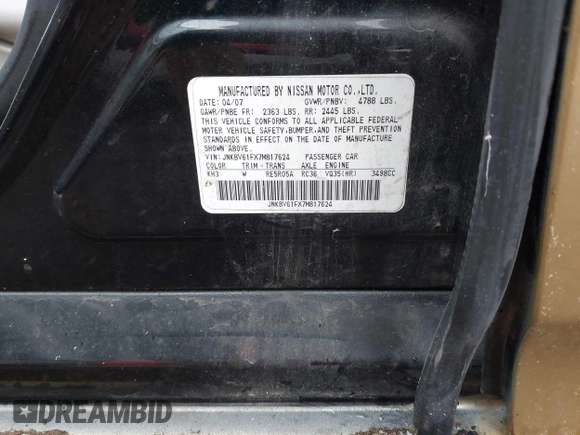 MANUFACTURED BY NISSAN MOTOR CO.,LTD.
DATE: 04/07 GVWR/PNBV: 4788 LBS.
GAWR/PNBE FR: 2363 LBS. RR: 2445 LBS.
THIS VEHICLE CONFORMS TO ALL APPLICABLE FEDERAL
MOTOR VEHICLE SAFETY,BUMPER,AND THEFT PREVENTION
STANDARDS IN EFFECT ON THE DATE OF MANUFACTURE
SHOWN ABOVE.
VIN: JNKBV61FX7M817624 PASSENGER CAR
COLOR TRIM-TRANS AXLE ENGINE
KH3 W RE5R05A RC36 VQ35(HR) 3498CC
JNKBV61FX7M817624
DREAMBID